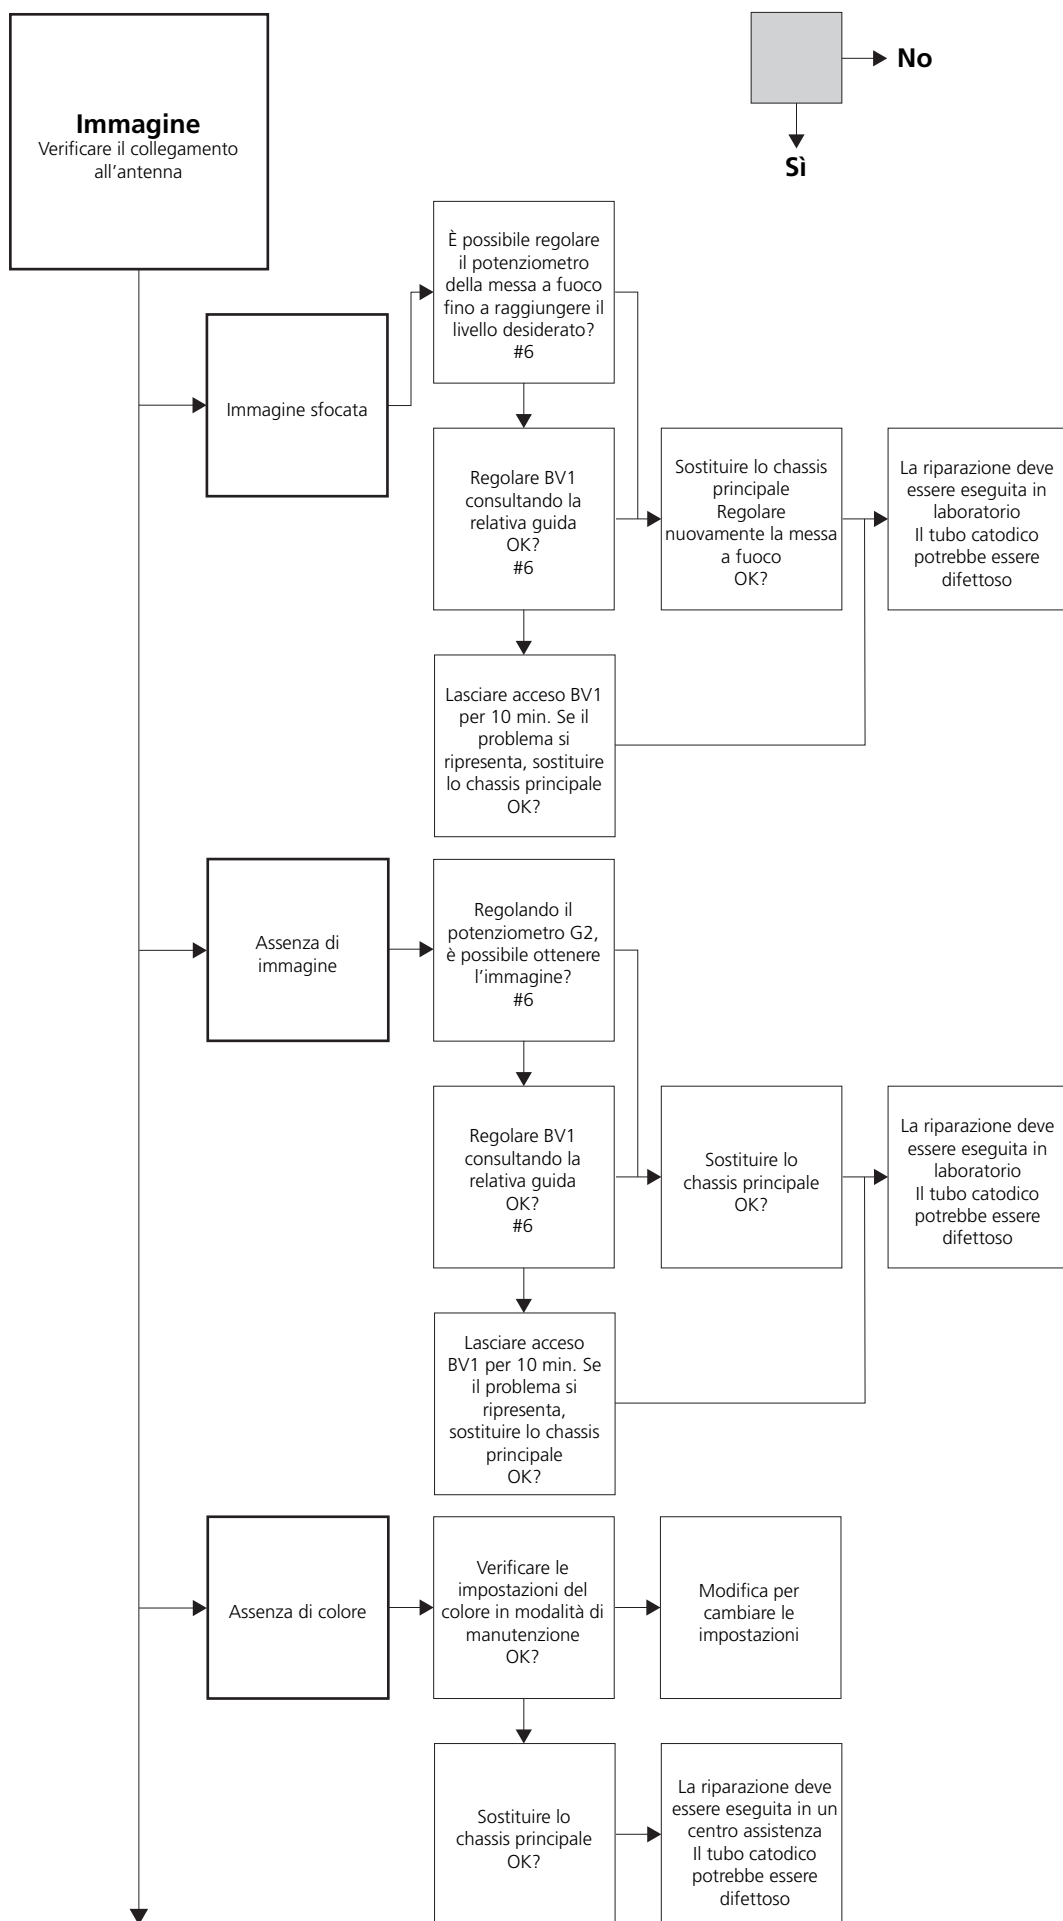 Immagine
Verificare il collegamento
all'antenna
No
Sì
È possibile regolare
il potenziometro
della messa a fuoco
fino a raggiungere il
livello desiderato?
#6
Immagine sfocata
Regolare BV1
consultando la
relativa guida
OK?
#6
Sostituire lo chassis
principale
Regolare
nuovamente la messa
a fuoco
OK?
La riparazione deve
essere eseguita in
laboratorio
Il tubo catodico
potrebbe essere
difettoso
Lasciare acceso BV1
per 10 min. Se il
problema si
ripresenta, sostituire
lo chassis principale
OK?
Assenza di
immagine
Regolando il
potenziometro G2,
è possibile ottenere
l'immagine?
#6
Regolare BV1
consultando la
relativa guida
OK?
#6
Sostituire lo
chassis principale
OK?
La riparazione deve
essere eseguita in
laboratorio
Il tubo catodico
potrebbe essere
difettoso
Lasciare acceso
BV1 per 10 min. Se
il problema si
ripresenta,
sostituire lo chassis
principale
OK?
Assenza di colore
Verificare le
impostazioni del
colore in modalità di
manutenzione
OK?
Modifica per
cambiare le
impostazioni
Sostituire lo
chassis principale
OK?
La riparazione deve
essere eseguita in un
centro assistenza
Il tubo catodico
potrebbe essere
difettoso